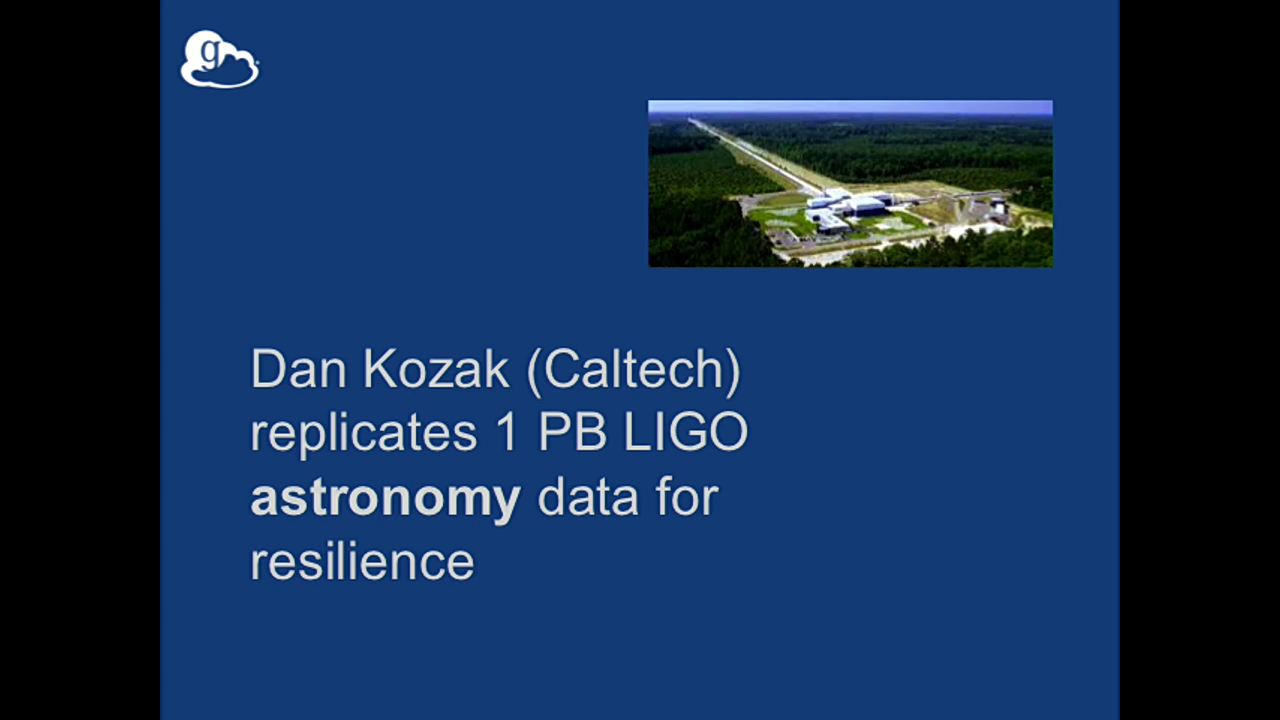 g
Dan Kozak (Caltech)
replicates 1 PB LIGO
astronomy data for
resilience